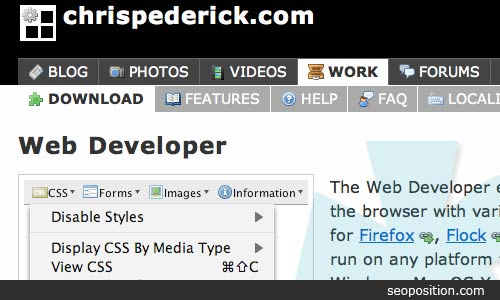 chrispederick.com
BLOG PHOTOS VIDEOS WORK FORUMS
DOWNLOAD FEATURES HELP FAQ LOCALI
Web Developer
CSS Forms Images Information
Disable Styles
Display CSS By Media Type
View CSS ⌘⇧C
The Web Developer e
the browser with vari
for Firefox, Flock
run on any platform
seoposition.com